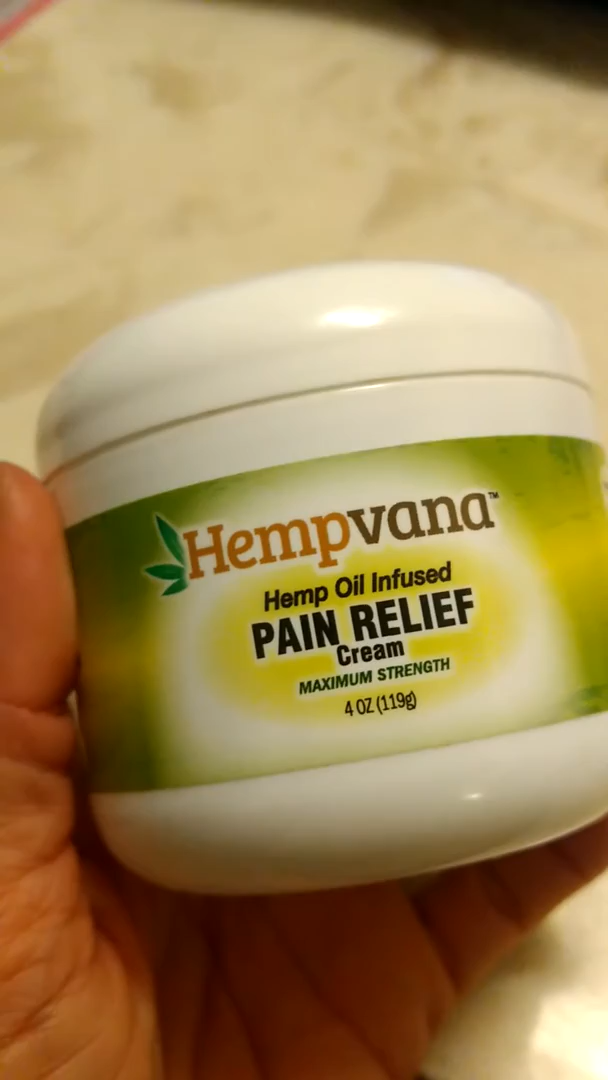 Hempvana™
Hemp Oil Infused
PAIN RELIEF
Cream
MAXIMUM STRENGTH
4 OZ (119g)